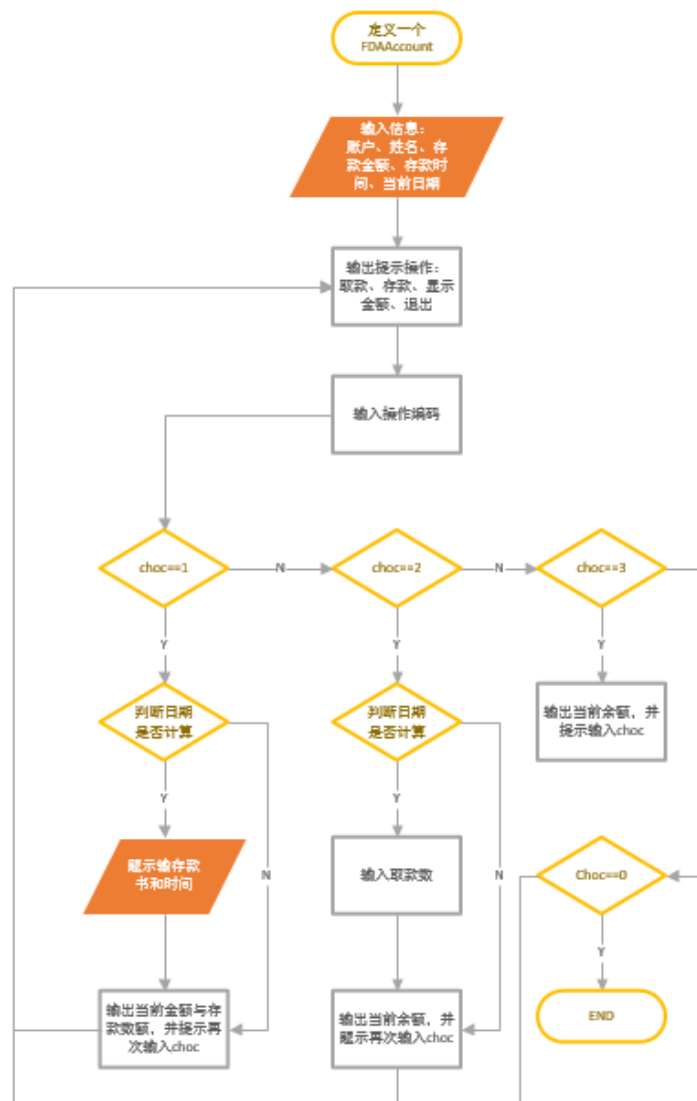 定义一个
FDAAccount
输入信息：
账户、姓名、存
款金额、存款时
间、当前日期
输出提示操作：
取款、存款、显示
金额、退出
输入操作编码
choc==1
N
choc==2
N
choc==3
Y
Y
Y
判断日期
是否计算
判断日期
是否计算
输出当前余额，并
提示输入choc
Y
Y
题示输存款
书和时间
N
输入取款数
N
Choc==0
Y
输出当前金额与存
款数额，并提示再
次输入choc
输出当前余额，并
题示再次输入choc
END